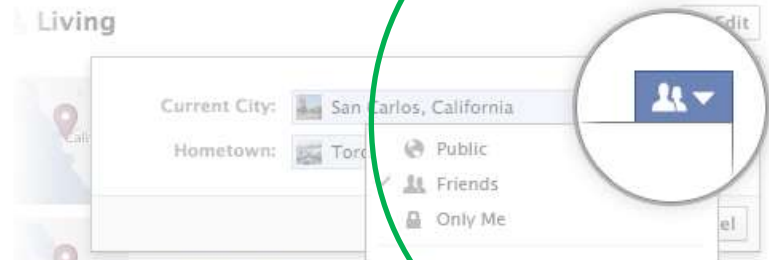 Living
Edit
Current City: San Carlos, California
Hometown:
Public
Friends
Only Me